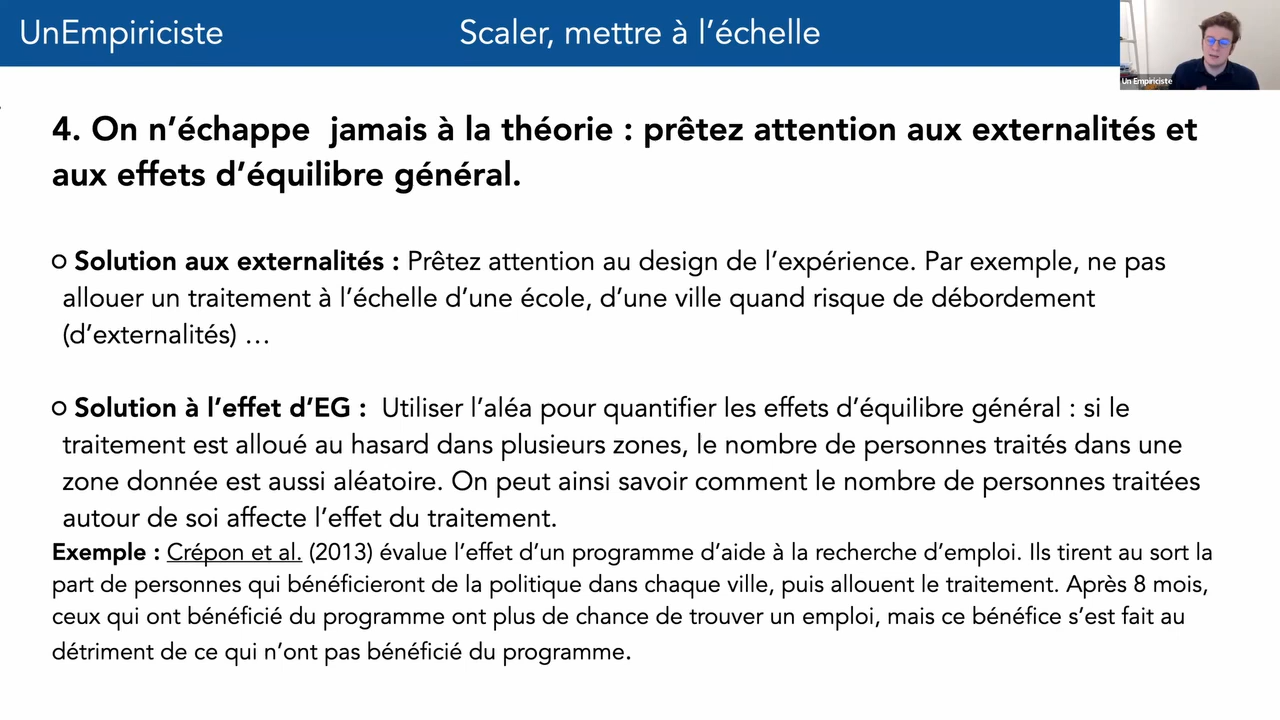 UnEmpiriciste
Scaler, mettre à l’échelle
Un Empiriciste
4. On n’échappe jamais à la théorie : prêtez attention aux externalités et
aux effets d’équilibre général.
Solution aux externalités : Prêtez attention au design de l’expérience. Par exemple, ne pas
allouer un traitement à l’échelle d’une école, d’une ville quand risque de débordement
(d’externalités) …
Solution à l’effet d’EG : Utiliser l’aléa pour quantifier les effets d’équilibre général : si le
traitement est alloué au hasard dans plusieurs zones, le nombre de personnes traités dans une
zone donnée est aussi aléatoire. On peut ainsi savoir comment le nombre de personnes traitées
autour de soi affecte l’effet du traitement.
Exemple : Crépon et al. (2013) évalue l’effet d’un programme d’aide à la recherche d’emploi. Ils tirent au sort la
part de personnes qui bénéficieront de la politique dans chaque ville, puis allouent le traitement. Après 8 mois,
ceux qui ont bénéficié du programme ont plus de chance de trouver un emploi, mais ce bénéfice s’est fait au
détriment de ce qui n’ont pas bénéficié du programme.